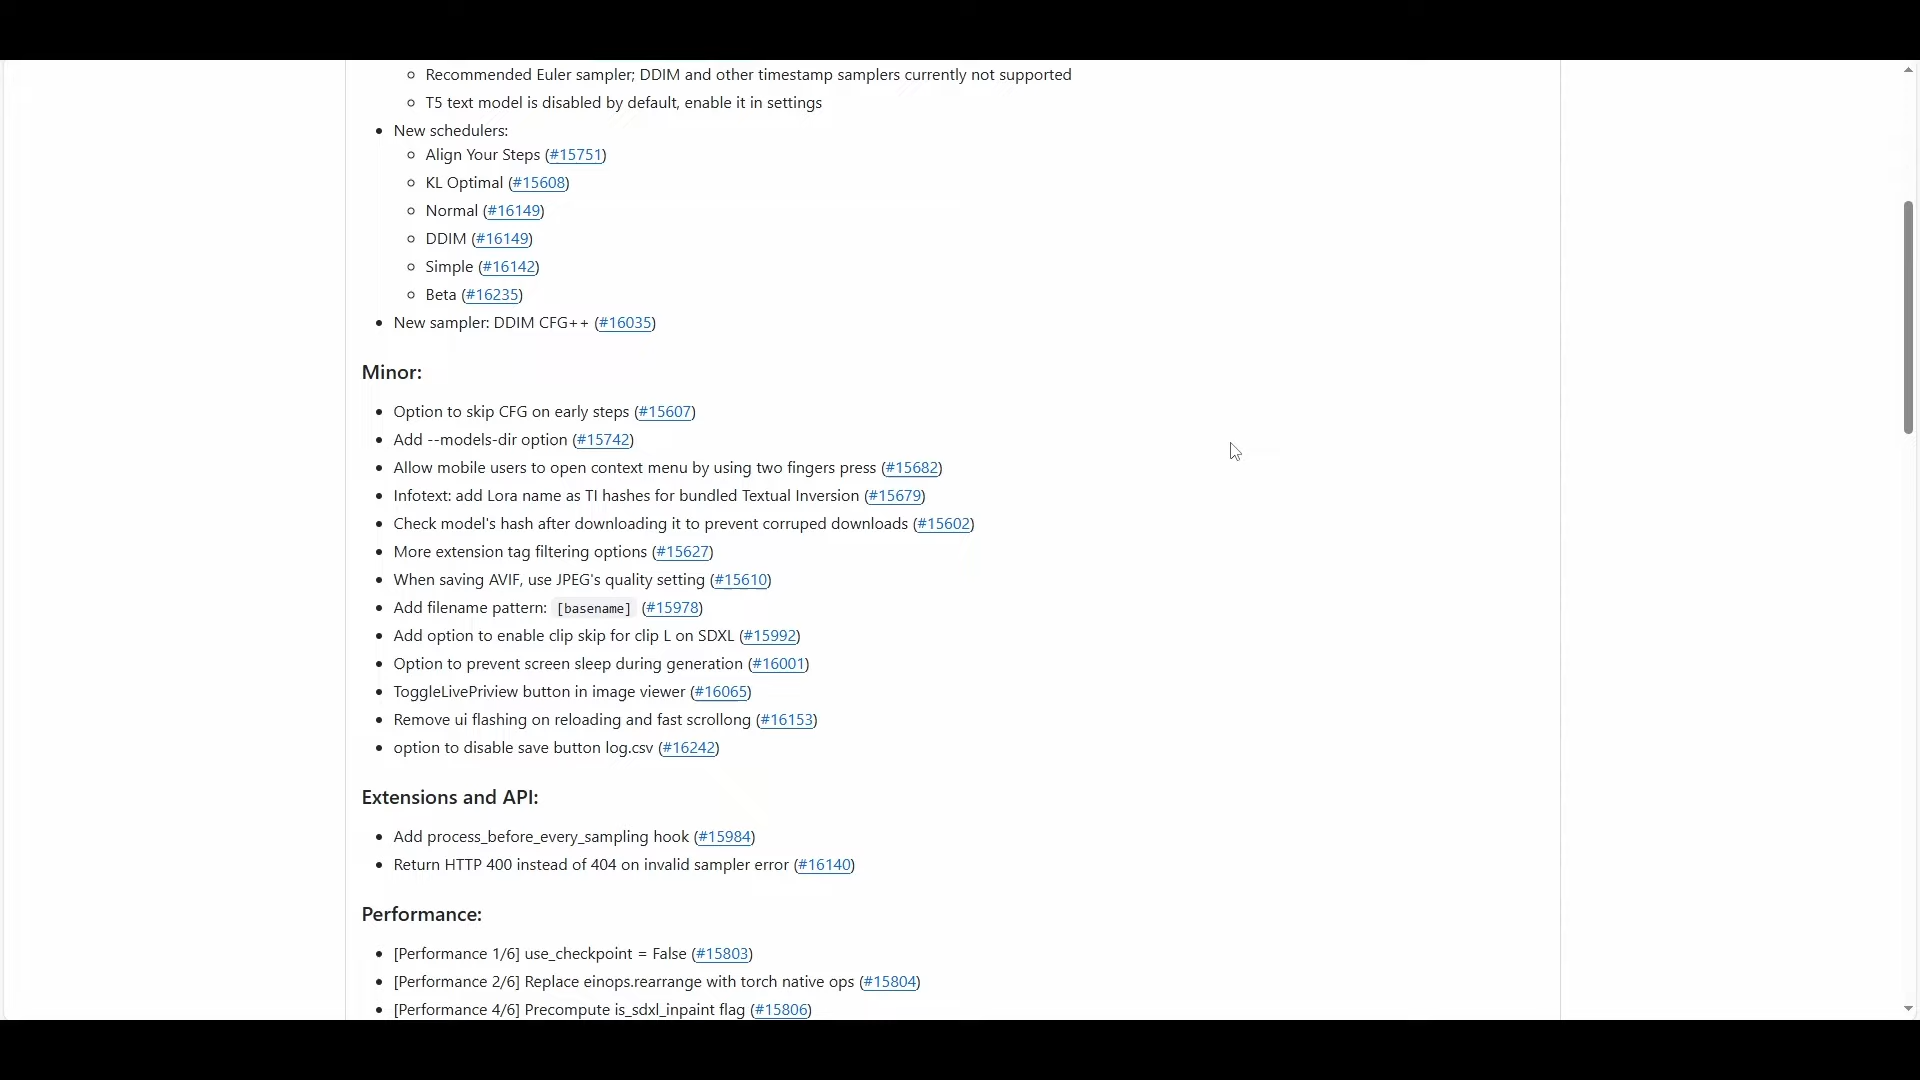 Recommended Euler sampler; DDIM and other timestamp samplers currently not supported
T5 text model is disabled by default, enable it in settings
New schedulers:
Align Your Steps (#15751)
KL Optimal (#15608)
Normal (#16149)
DDIM (#16149)
Simple (#16142)
Beta (#16235)
New sampler: DDIM CFG++ (#16035)
Minor:
Option to skip CFG on early steps (#15607)
Add --models-dir option (#15742)
Allow mobile users to open context menu by using two fingers press (#15682)
Infotext: add Lora name as TI hashes for bundled Textual Inversion (#15679)
Check model's hash after downloading it to prevent corruped downloads (#15602)
More extension tag filtering options (#15627)
When saving AVIF, use JPEG's quality setting (#15610)
Add filename pattern: [basename] (#15978)
Add option to enable clip skip for clip L on SDXL (#15992)
Option to prevent screen sleep during generation (#16001)
ToggleLivePriview button in image viewer (#16065)
Remove ui flashing on reloading and fast scrollong (#16153)
option to disable save button log.csv (#16242)
Extensions and API:
Add process_before_every_sampling hook (#15984)
Return HTTP 400 instead of 404 on invalid sampler error (#16140)
Performance:
[Performance 1/6] use_checkpoint = False (#15803)
[Performance 2/6] Replace einops.rearrange with torch native ops (#15804)
[Performance 4/6] Precompute is_sdxl_inpaint flag (#15806)